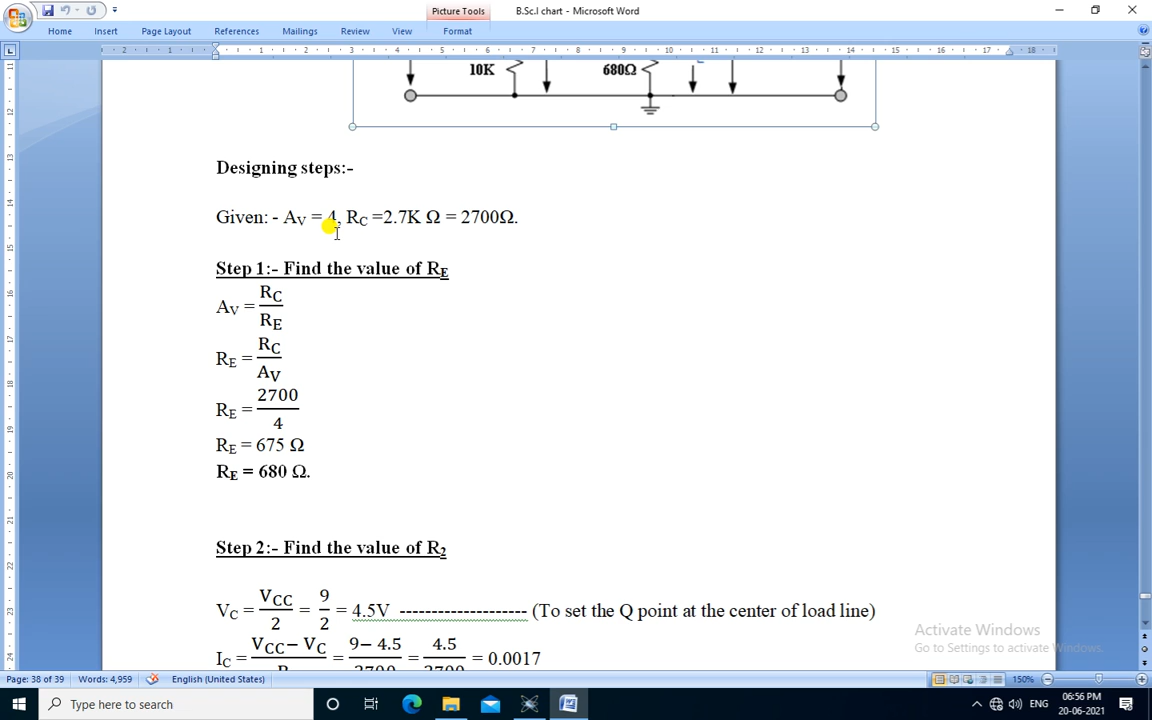 Picture Tools
B.Sc.I chart - Microsoft Word
Home Insert Page Layout References Mailings Review View Format
10K 680Ω
Designing steps:-
Given: - AV = 4, RC =2.7K Ω = 2700Ω.
Step 1:- Find the value of RE
AV = RC / RE
RE = RC / AV
RE = 2700 / 4
RE = 675 Ω
RE = 680 Ω.
Step 2:- Find the value of R2
VC = VCC / 2 = 9 / 2 = 4.5V -------------------- (To set the Q point at the center of load line)
IC = VCC− VC / = 9− 4.5 / 2700 = 4.5 / 2700 = 0.0017
Activate Windows
Go to Settings to activate Windows.
Page: 38 of 39 Words: 4,959 English (United States) 150%
Type here to search
ENG
06:56 PM
20-06-2021